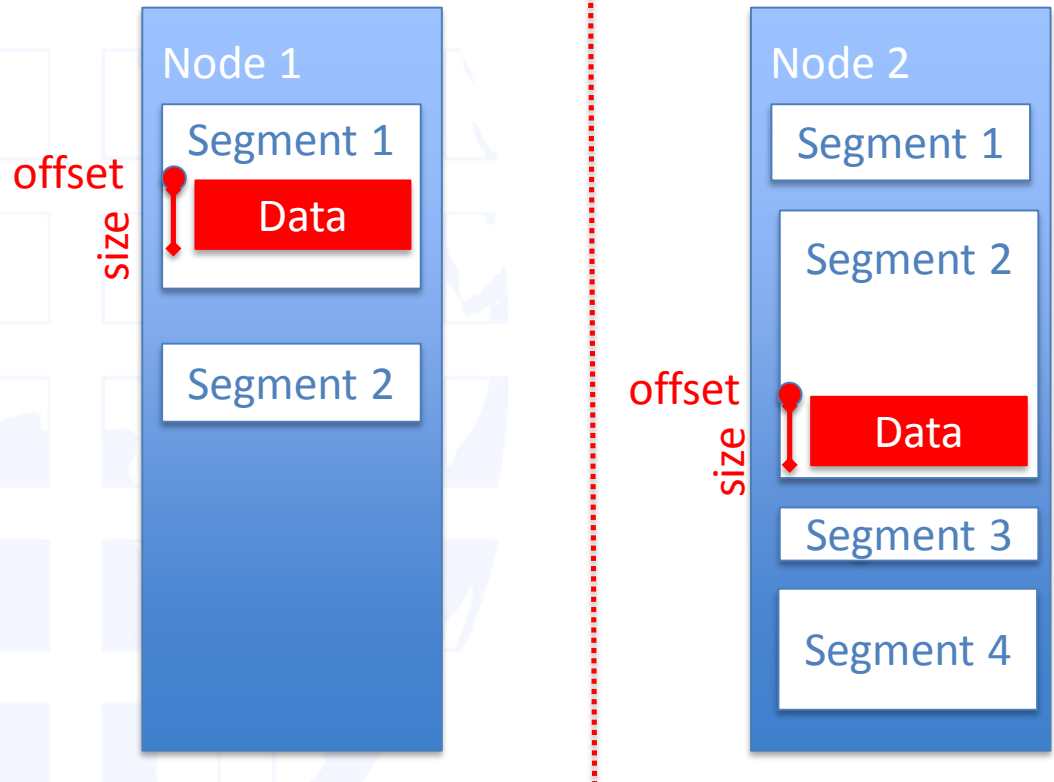 Node 1
Segment 1
offset
size
Data
Segment 2
Node 2
Segment 1
Segment 2
offset
size
Data
Segment 3
Segment 4